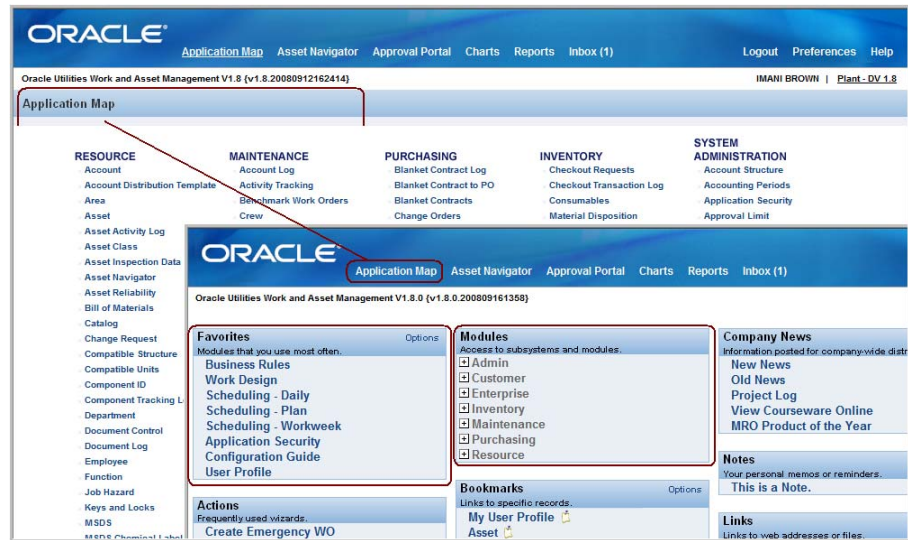 ORACLE®
Application Map Asset Navigator Approval Portal Charts Reports Inbox (1) Logout Preferences Help
Oracle Utilities Work and Asset Management V1.8 {v1.8.20080912162414} IMANI BROWN | Plant - DV 1.8
Application Map
RESOURCE
Account
Account Distribution Template
Area
Asset
Asset Activity Log
Asset Class
Asset Inspection Data
Asset Navigator
Asset Reliability
Bill of Materials
Catalog
Change Request
Compatible Structure
Compatible Units
Component ID
Component Tracking L
Department
Document Control
Document Log
Employee
Function
Job Hazard
Keys and Locks
MSDS
MSDS Chemical Label
MAINTENANCE
Account Log
Activity Tracking
Benchmark Work Orders
Crew
PURCHASING
Blanket Contract Log
Blanket Contract to PO
Blanket Contracts
Change Orders
INVENTORY
Checkout Requests
Checkout Transaction Log
Consumables
Material Disposition
SYSTEM
ADMINISTRATION
Account Structure
Accounting Periods
Application Security
Approval Limit
ORACLE
Application Map Asset Navigator Approval Portal Charts Reports Inbox (1)
Oracle Utilities Work and Asset Management V1.8.0 {v1.8.0.200809161358}
Favorites Options
Modules that you use most often.
Business Rules
Work Design
Scheduling - Daily
Scheduling - Plan
Scheduling - Workweek
Application Security
Configuration Guide
User Profile
Actions
Frequently used wizards.
Create Emergency WO
Modules
Access to subsystems and modules.
Admin
Customer
Enterprise
Inventory
Maintenance
Purchasing
Resource
Bookmarks Options
Links to specific records.
My User Profile
Asset
Company News
Information posted for company-wide distr
New News
Old News
Project Log
View Courseware Online
MRO Product of the Year
Notes
Your personal memos or reminders.
This is a Note.
Links
Links to web addresses or files.